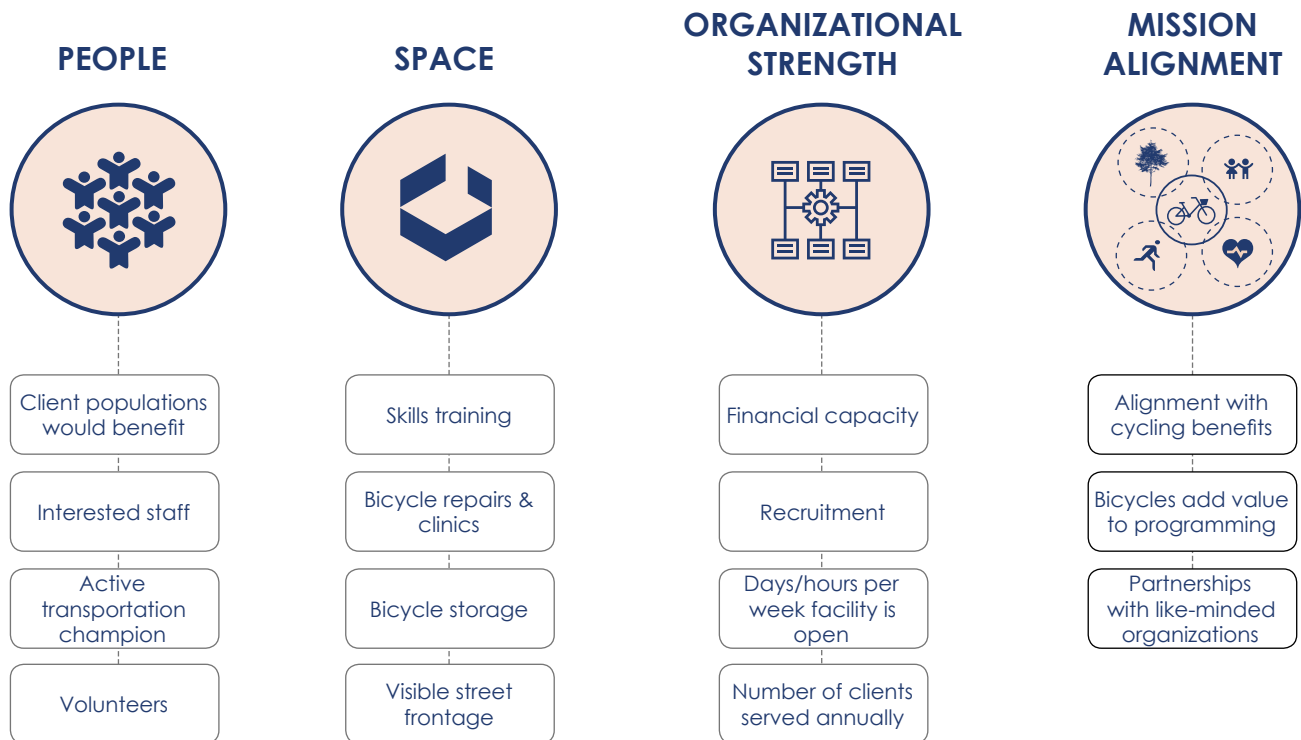 PEOPLE
Client populations
would benefit
Interested staff
Active
transportation
champion
Volunteers
SPACE
Skills training
Bicycle repairs &
clinics
Bicycle storage
Visible street
frontage
ORGANIZATIONAL
STRENGTH
Financial capacity
Recruitment
Days/hours per
week facility is
open
Number of clients
served annually
MISSION
ALIGNMENT
Alignment with
cycling benefits
Bicycles add value
to programming
Partnerships
with like-minded
organizations